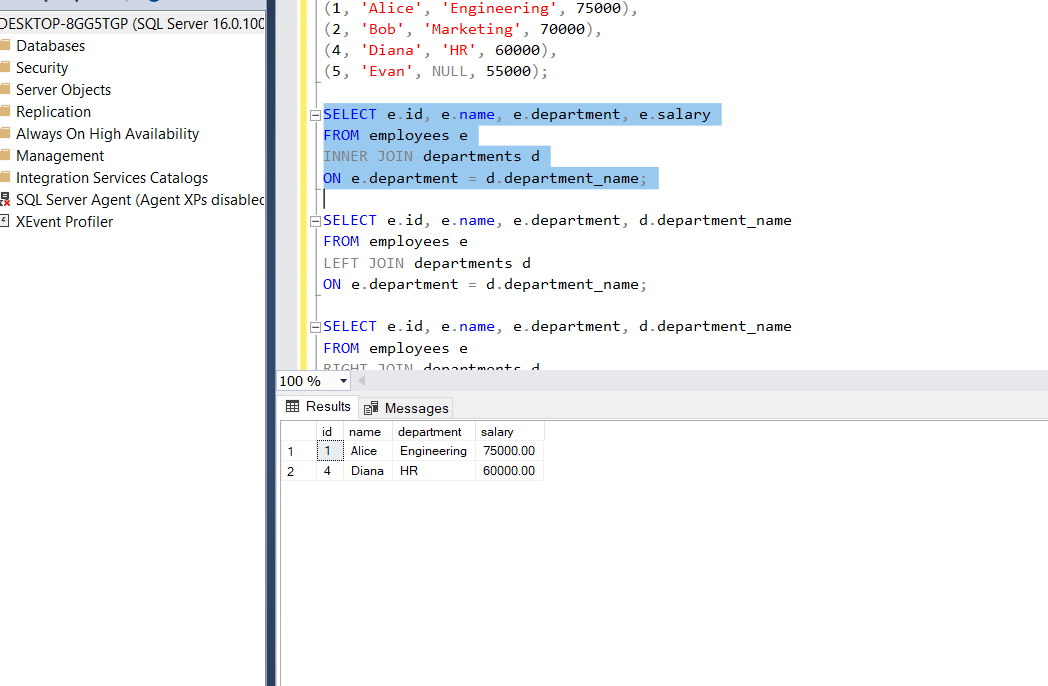 DESKTOP-8GG5TGP (SQL Server 16.0.100
Databases
Security
Server Objects
Replication
Always On High Availability
Management
Integration Services Catalogs
SQL Server Agent (Agent XPs disabled
XEvent Profiler
(1, 'Alice', 'Engineering', 75000),
(2, 'Bob', 'Marketing', 70000),
(4, 'Diana', 'HR', 60000),
(5, 'Evan', NULL, 55000);
SELECT e.id, e.name, e.department, e.salary
FROM employees e
INNER JOIN departments d
ON e.department = d.department_name;
SELECT e.id, e.name, e.department, d.department_name
FROM employees e
LEFT JOIN departments d
ON e.department = d.department_name;
SELECT e.id, e.name, e.department, d.department_name
FROM employees e
RIGHT JOIN departments d
100 %
Results Messages
id name department salary
1 1 Alice Engineering 75000.00
2 4 Diana HR 60000.00